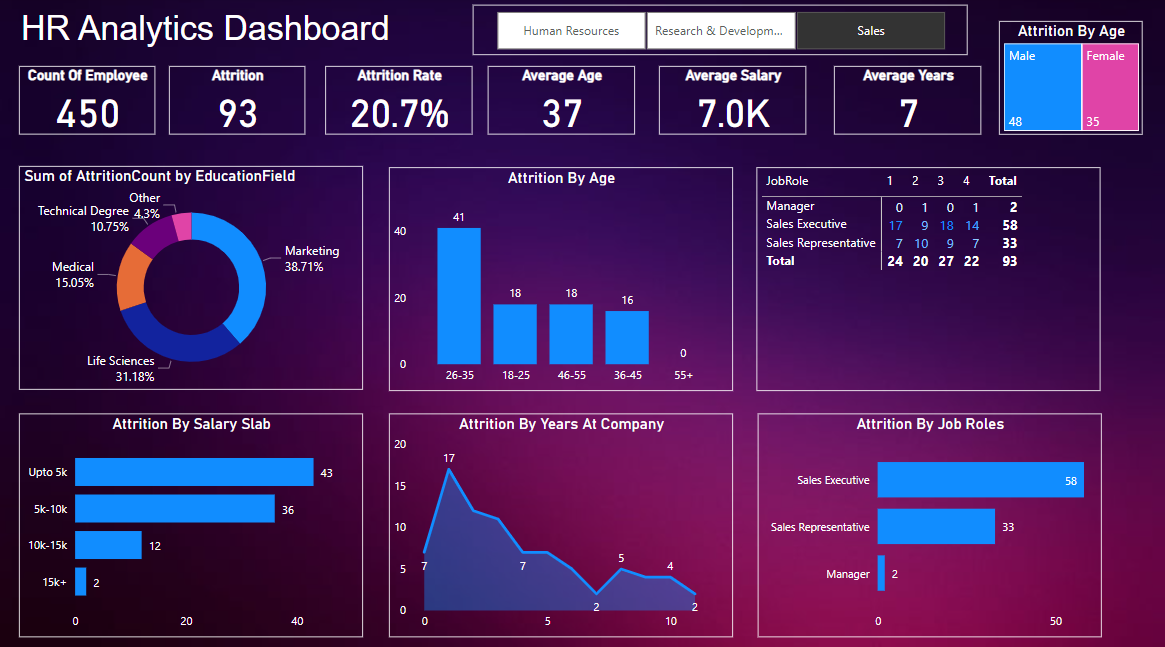 HR Analytics Dashboard
Human Resources
Research & Developm...
Sales
Attrition By Age
Male
Female
48
35
Count Of Employee
450
Attrition
93
Attrition Rate
20.7%
Average Age
37
Average Salary
7.0K
Average Years
7
Sum of AttritionCount by EducationField
Other
4.3%
Technical Degree
10.75%
Medical
15.05%
Life Sciences
31.18%
Marketing
38.71%
Attrition By Age
40
20
0
41
18
18
16
0
26-35
18-25
46-55
36-45
55+
JobRole 1 2 3 4 Total
Manager 0 1 0 1 2
Sales Executive 17 9 18 14 58
Sales Representative 7 10 9 7 33
Total 24 20 27 22 93
Attrition By Salary Slab
Upto 5k 43
5k-10k 36
10k-15k 12
15k+ 2
0 20 40
Attrition By Years At Company
20
15
10
5
0
7
17
7
2
5
4
2
0 5 10
Attrition By Job Roles
Sales Executive 58
Sales Representative 33
Manager 2
0 50